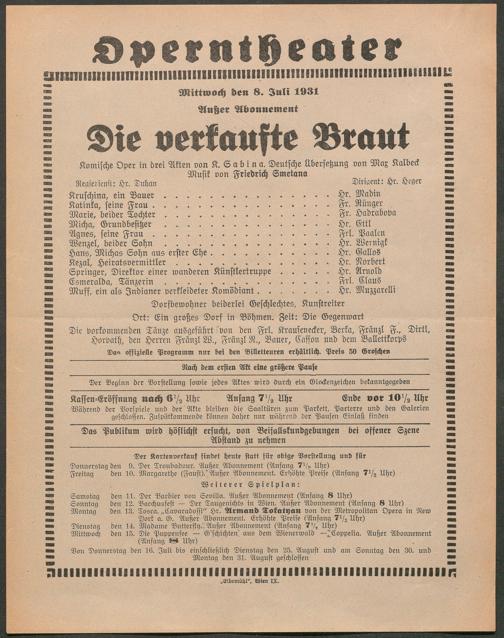 Operntheater
Mittwoch den 8. Juli 1931
Außer Abonnement
Die verkaufte Braut
Komische Oper in drei Akten von K. Sabina. Deutsche Übersetzung von Max Kalbeck
Musik von Friedrich Smetana
Regiedienst: Hr. Duhan Dirigent: Hr. Heger
Kruschina, ein Bauer . . . . . . . . . . . . . Hr. Madin
Katinka, seine Frau . . . . . . . . . . . . . Fr. Rünger
Marie, beider Tochter . . . . . . . . . . . . . Fr. Hadrabova
Micha, Grundbesitzer . . . . . . . . . . . . . Hr. Ettl
Agnes, seine Frau . . . . . . . . . . . . . Frl. Paalen
Wenzel, beider Sohn . . . . . . . . . . . . . Hr. Wernigk
Hans, Michas Sohn aus erster Ehe . . . . . . . . . . Hr. Gallos
Kezal, Heiratsvermittler . . . . . . . . . . . . Hr. Norbert
Springer, Direktor einer wanderen Künstlertruppe . . . . . . Hr. Arnold
Esmeralda, Tänzerin . . . . . . . . . . . . . Frl. Claus
Muff, ein als Indianer verkleideter Komödiant . . . . . . . Hr. Muzzarelli
Dorfbewohner beiderlei Geschlechtes, Kunstreiter
Ort: Ein großes Dorf in Böhmen. Zeit: Die Gegenwart
Die vorkommenden Tänze ausgeführt von den Frl. Krausenecker, Berka, Fränzl F., Dirtl,
Horvath, den Herren Fränzl W., Fränzl R., Bauer, Casson und dem Ballettkorps
Das offizielle Programm nur bei den Billetteuren erhältlich. Preis 50 Groschen
Nach dem ersten Akt eine größere Pause
Der Beginn der Vorstellung sowie jedes Aktes wird durch ein Glockenzeichen bekanntgegeben
Kassen-Eröffnung nach 6½ Uhr Anfang 7½ Uhr Ende vor 10½ Uhr
Während der Vorspiele und der Akte bleiben die Saaltüren zum Parkett, Parterre und den Galerien
geschlossen. Zuspätkommende können daher nur während der Pausen Einlaß finden
Das Publikum wird höflichst ersucht, von Beifallskundgebungen bei offener Szene
Abstand zu nehmen
Der Kartenverkauf findet heute statt für obige Vorstellung und für
Donnerstag den 9. Der Troubadour. Außer Abonnement (Anfang 7½ Uhr)
Freitag den 10. Margarethe (Faust). Außer Abonnement. Erhöhte Preise (Anfang 7½ Uhr)
Weiterer Spielplan:
Samstag den 11. Der Barbier von Sevilla. Außer Abonnement (Anfang 8 Uhr)
Sonntag den 12. Bacchusfest — Der Taugenichts in Wien. Außer Abonnement (Anfang 8 Uhr)
Montag den 13. Tosca. „Cavaradossi“ Hr. Armand Tokatyan von der Metropolitan Opera in New
York a. G. Außer Abonnement. Erhöhte Preise (Anfang 7½ Uhr)
Dienstag den 14. Madame Butterfly. Außer Abonnement (Anfang 7½ Uhr)
Mittwoch den 15. Die Puppenfee — G'schichten aus dem Wienerwald — Coppelia. Außer Abonnement
(Anfang Uhr)
Von Donnerstag den 16. Juli bis einschließlich Dienstag den 25. August und am Sonntag den 30. und
Montag den 31. August geschlossen
„Elbemühl“, Wien IX.